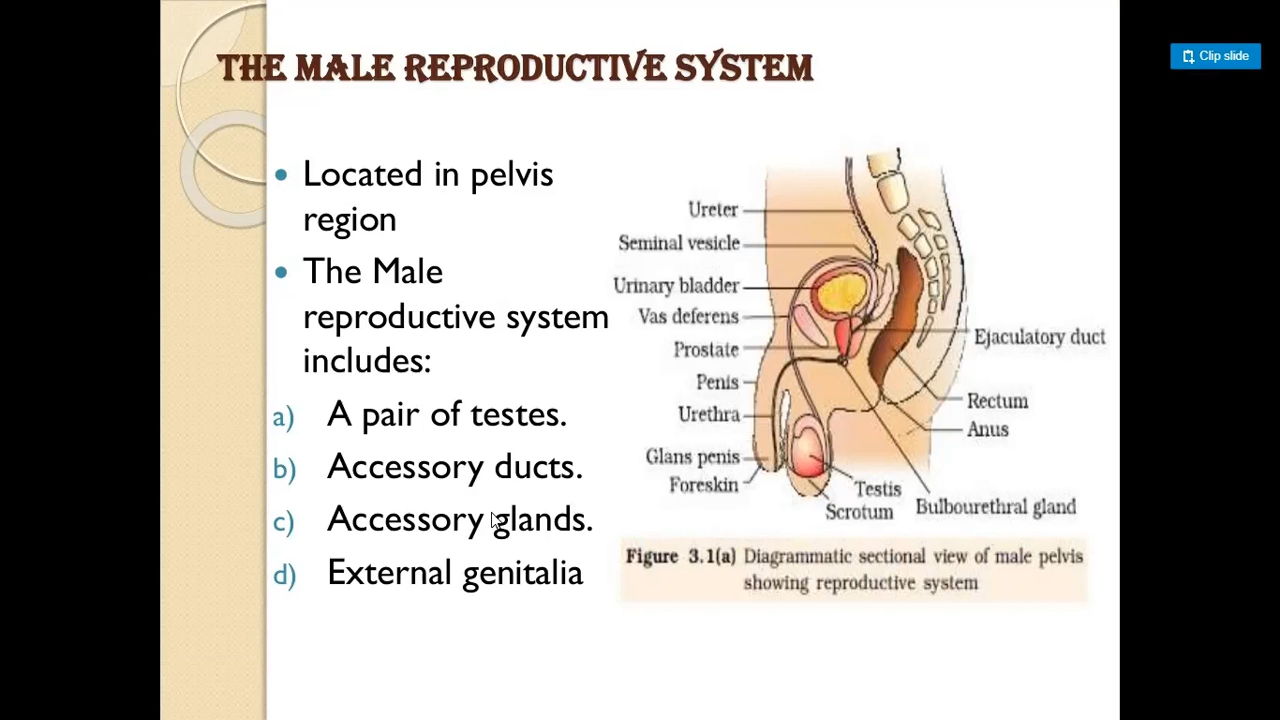 Clip slide
THE MALE REPRODUCTIVE SYSTEM
• Located in pelvis
region
• The Male
reproductive system
includes:
a) A pair of testes.
b) Accessory ducts.
c) Accessory glands.
d) External genitalia
Ureter
Seminal vesicle
Urinary bladder
Vas deferens
Prostate
Penis
Urethra
Glans penis
Foreskin
Ejaculatory duct
Rectum
Anus
Testis
Scrotum
Bulbourethral gland
Figure 3.1(a) Diagrammatic sectional view of male pelvis
showing reproductive system